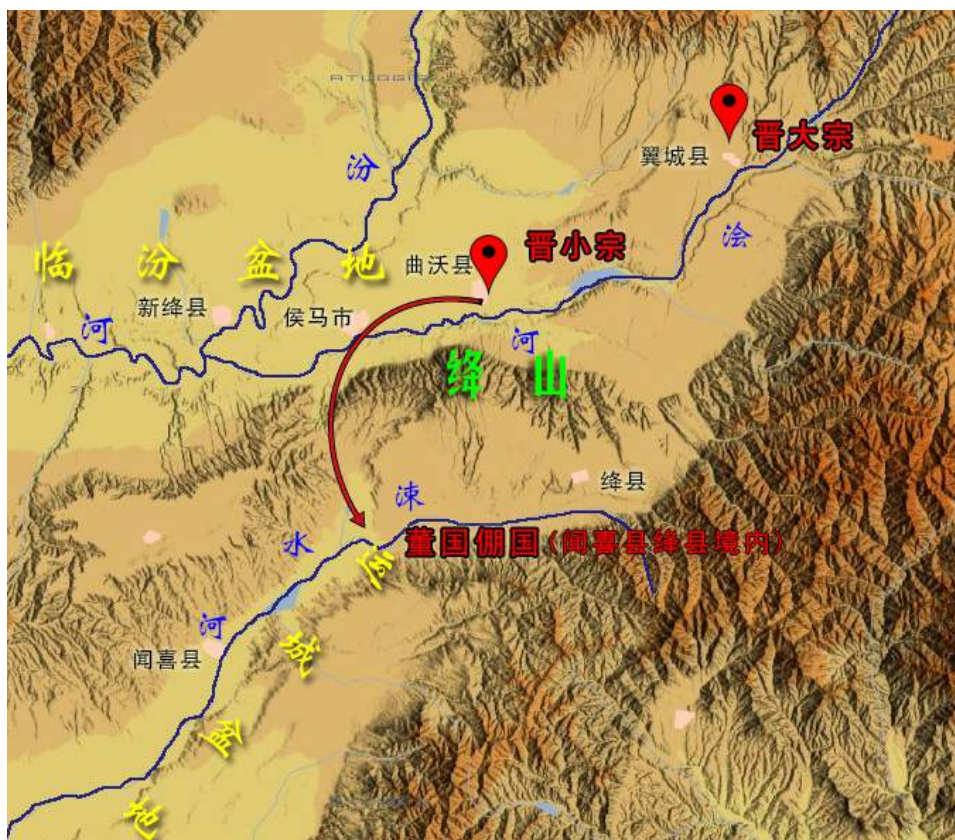 晋大宗
翼城县
汾
浍
晋小宗
曲沃县
临汾盆地
新绛县
侯马市
河
河
绛山
绛县
涑
水
河
董国倗国(闻喜县绛县境内)
运城盆地
闻喜县